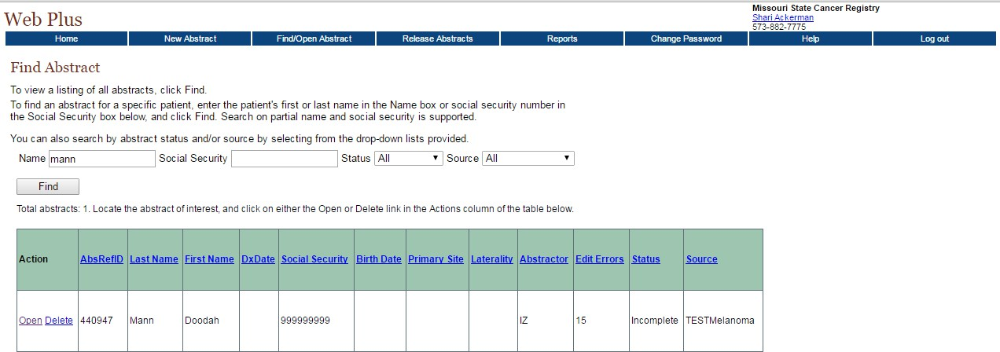 Web Plus
Missouri State Cancer Registry
Shari Ackerman
573-882-7775
Home New Abstract Find/Open Abstract Release Abstracts Reports Change Password Help Log out
Find Abstract
To view a listing of all abstracts, click Find.
To find an abstract for a specific patient, enter the patient's first or last name in the Name box or social security number in
the Social Security box below, and click Find. Search on partial name and social security is supported.
You can also search by abstract status and/or source by selecting from the drop-down lists provided.
Name mann Social Security Status All Source All
Find
Total abstracts: 1. Locate the abstract of interest, and click on either the Open or Delete link in the Actions column of the table below.
Action AbsRefID Last Name First Name DxDate Social Security Birth Date Primary Site Laterality Abstractor Edit Errors Status Source
Open Delete 440947 Mann Doodah 999999999 IZ 15 Incomplete TESTMelanoma